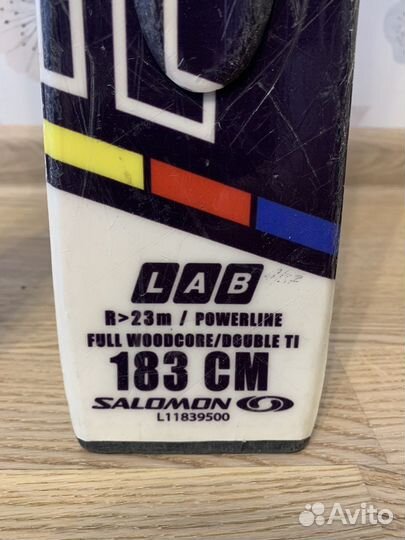 LAB
R>23m / POWERLINE
FULL WOODCORE/DOUBLE TI
183 CM
SALOMON
L11839500
Avito